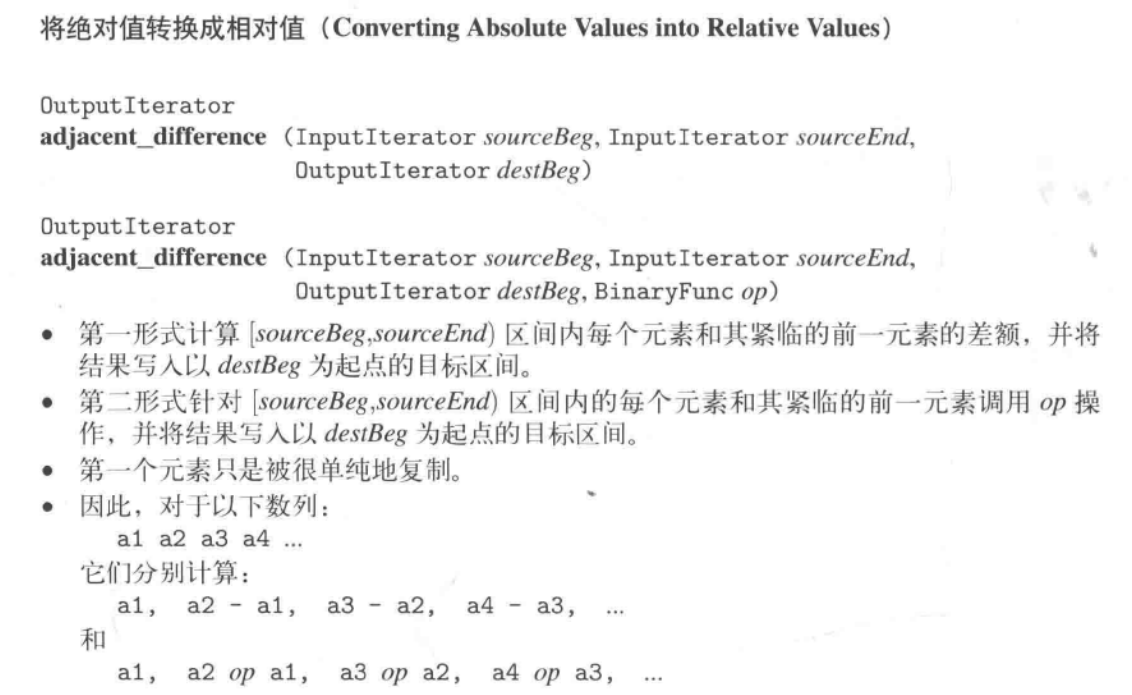 将绝对值转换成相对值（Converting Absolute Values into Relative Values）
OutputIterator
adjacent_difference (InputIterator sourceBeg, InputIterator sourceEnd,
OutputIterator destBeg)
OutputIterator
adjacent_difference (InputIterator sourceBeg, InputIterator sourceEnd,
OutputIterator destBeg, BinaryFunc op)
• 第一形式计算 [sourceBeg,sourceEnd) 区间内每个元素和其紧临的前一元素的差额，并将
结果写入以 destBeg 为起点的目标区间。
• 第二形式针对 [sourceBeg,sourceEnd) 区间内的每个元素和其紧临的前一元素调用 op 操
作，并将结果写入以 destBeg 为起点的目标区间。
• 第一个元素只是被很单纯地复制。
• 因此，对于以下数列：
a1 a2 a3 a4 ...
它们分别计算：
a1, a2 - a1, a3 - a2, a4 - a3, ...
和
a1, a2 op a1, a3 op a2, a4 op a3, ...